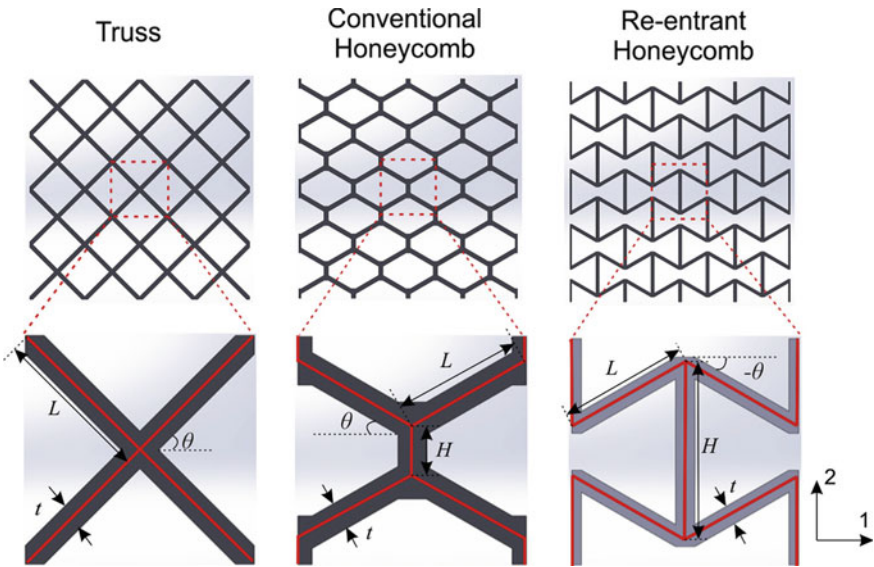 Truss
Conventional
Honeycomb
Re-entrant
Honeycomb
L
θ
t
L
θ
H
t
L
-θ
H
t
2
1